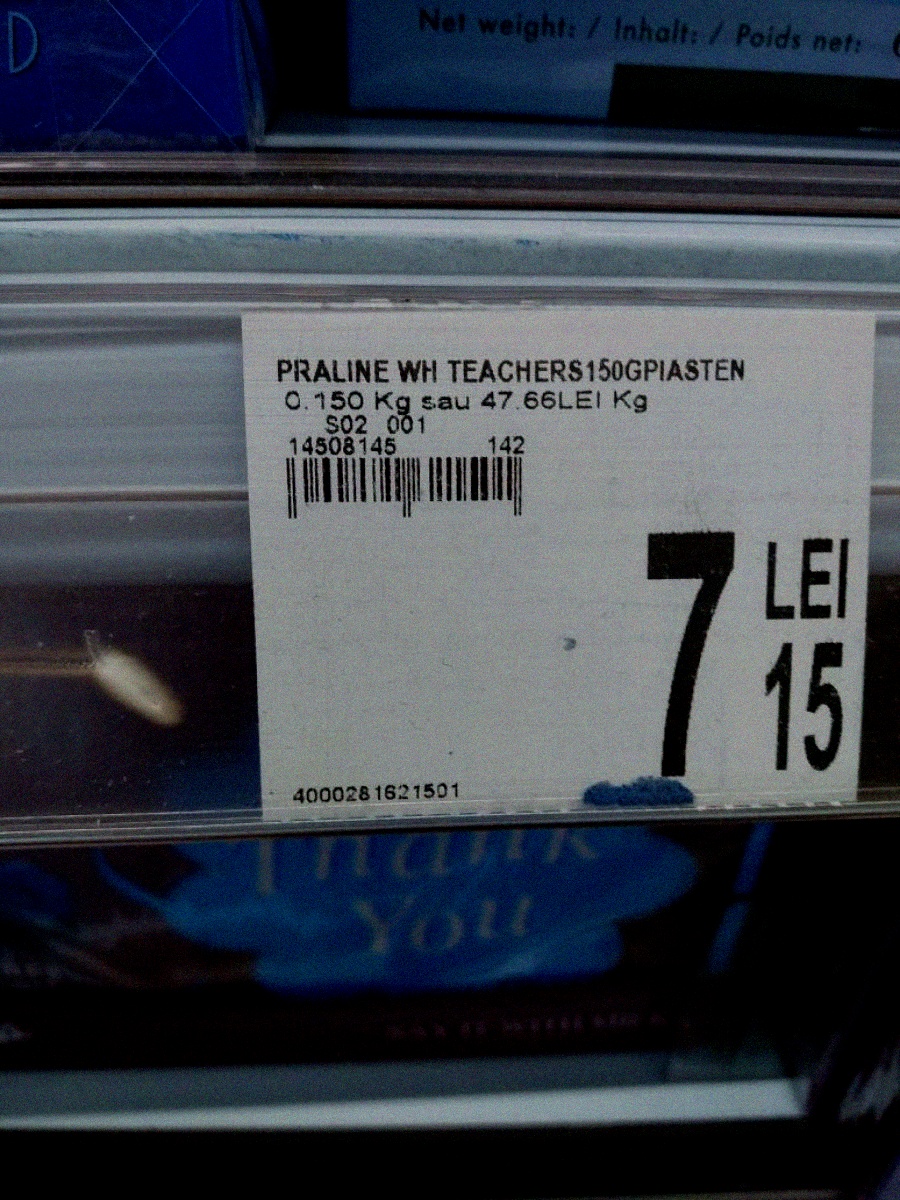 D
Net weight: / Inhalt: / Poids net:
PRALINE WH TEACHERS150GPIASTEN
0.150 Kg sau 47.66LEI Kg
S02 001
14508145 142
7 LEI
15
4000281621501
Thank
You